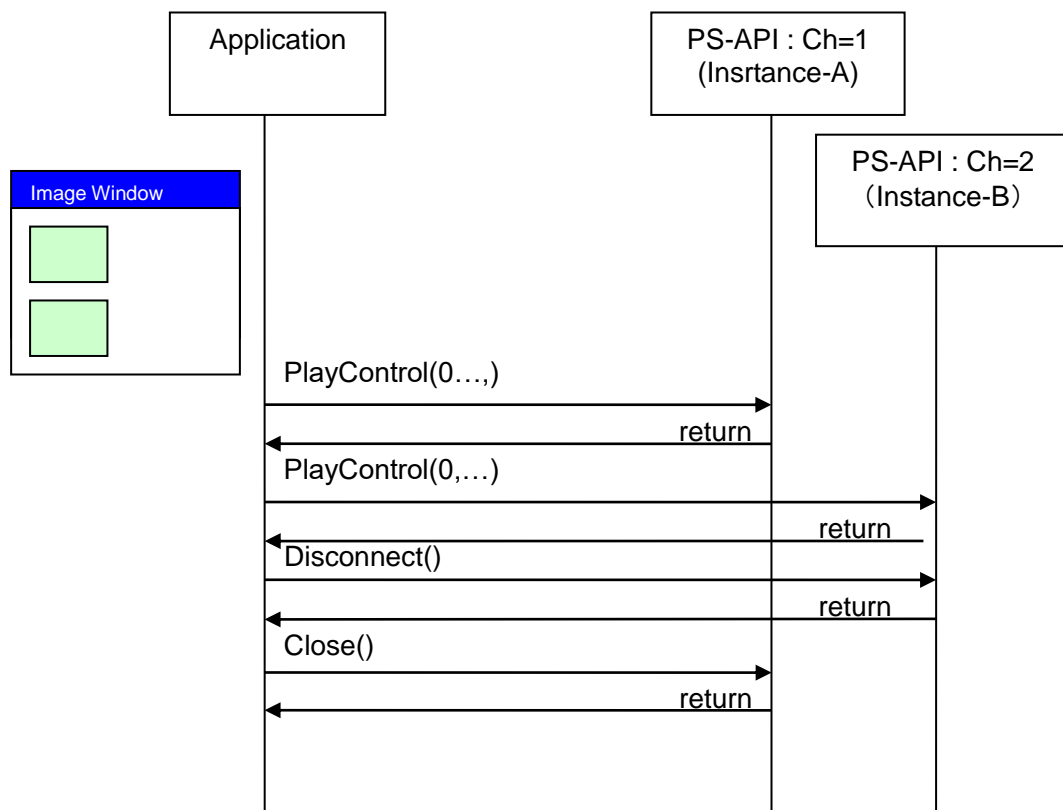 Application
PS-API : Ch=1
(Insrtance-A)
PS-API : Ch=2
（Instance-B）
Image Window
PlayControl(0…,)
return
PlayControl(0,…)
return
Disconnect()
return
Close()
return